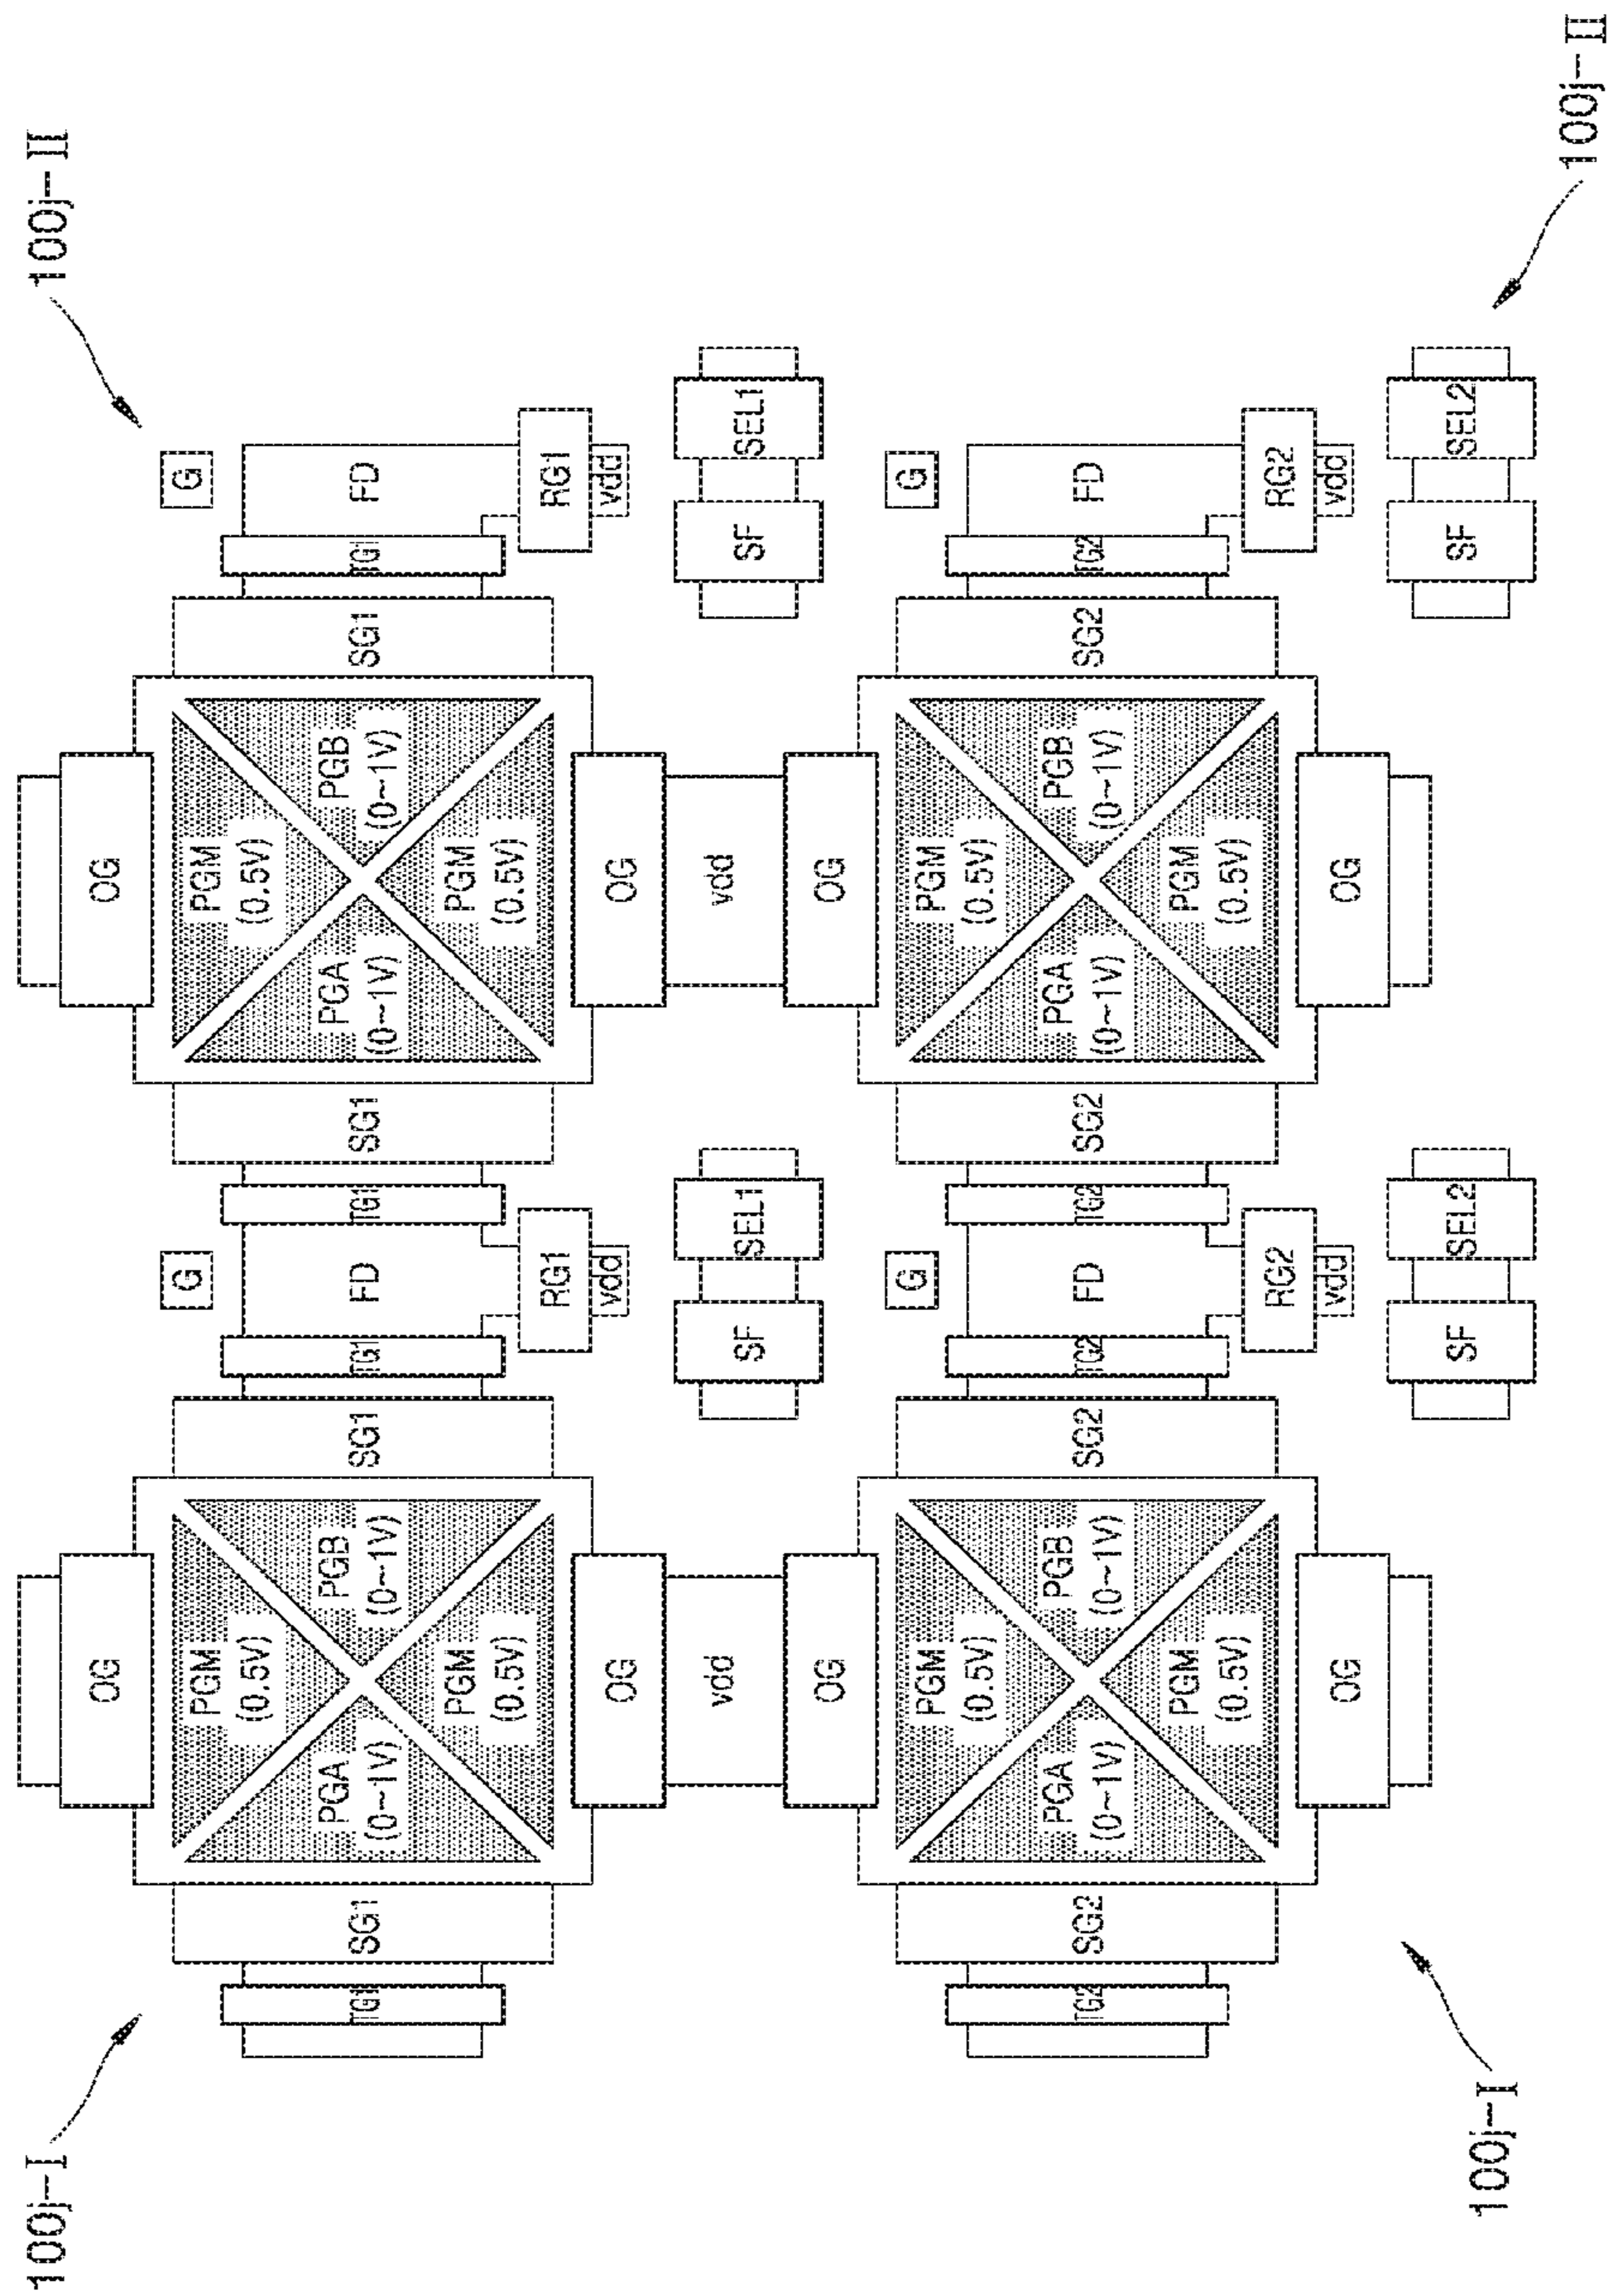 100j-I 100j-II
OG OG
PGM G PGM G
(0.5V) (0.5V)
PGA PGB PGA PGB
TG1 SG1 SG1 TG1 FD TG1 SG1 SG1 TG1 FD
(0~1V) (0~1V) (0~1V) (0~1V)
PGM PGM
(0.5V) (0.5V)
RG1 RG1
OG vdd OG vdd
vdd vdd
SF SEL1 SF SEL1
OG OG
PGM G PGM G
(0.5V) (0.5V)
PGA PGB PGA PGB
TG2 SG2 SG2 TG2 FD TG2 SG2 SG2 TG2 FD
(0~1V) (0~1V) (0~1V) (0~1V)
PGM PGM
(0.5V) (0.5V)
RG2 RG2
OG vdd OG vdd
SF SEL2 SF SEL2
100j-I
100j-II